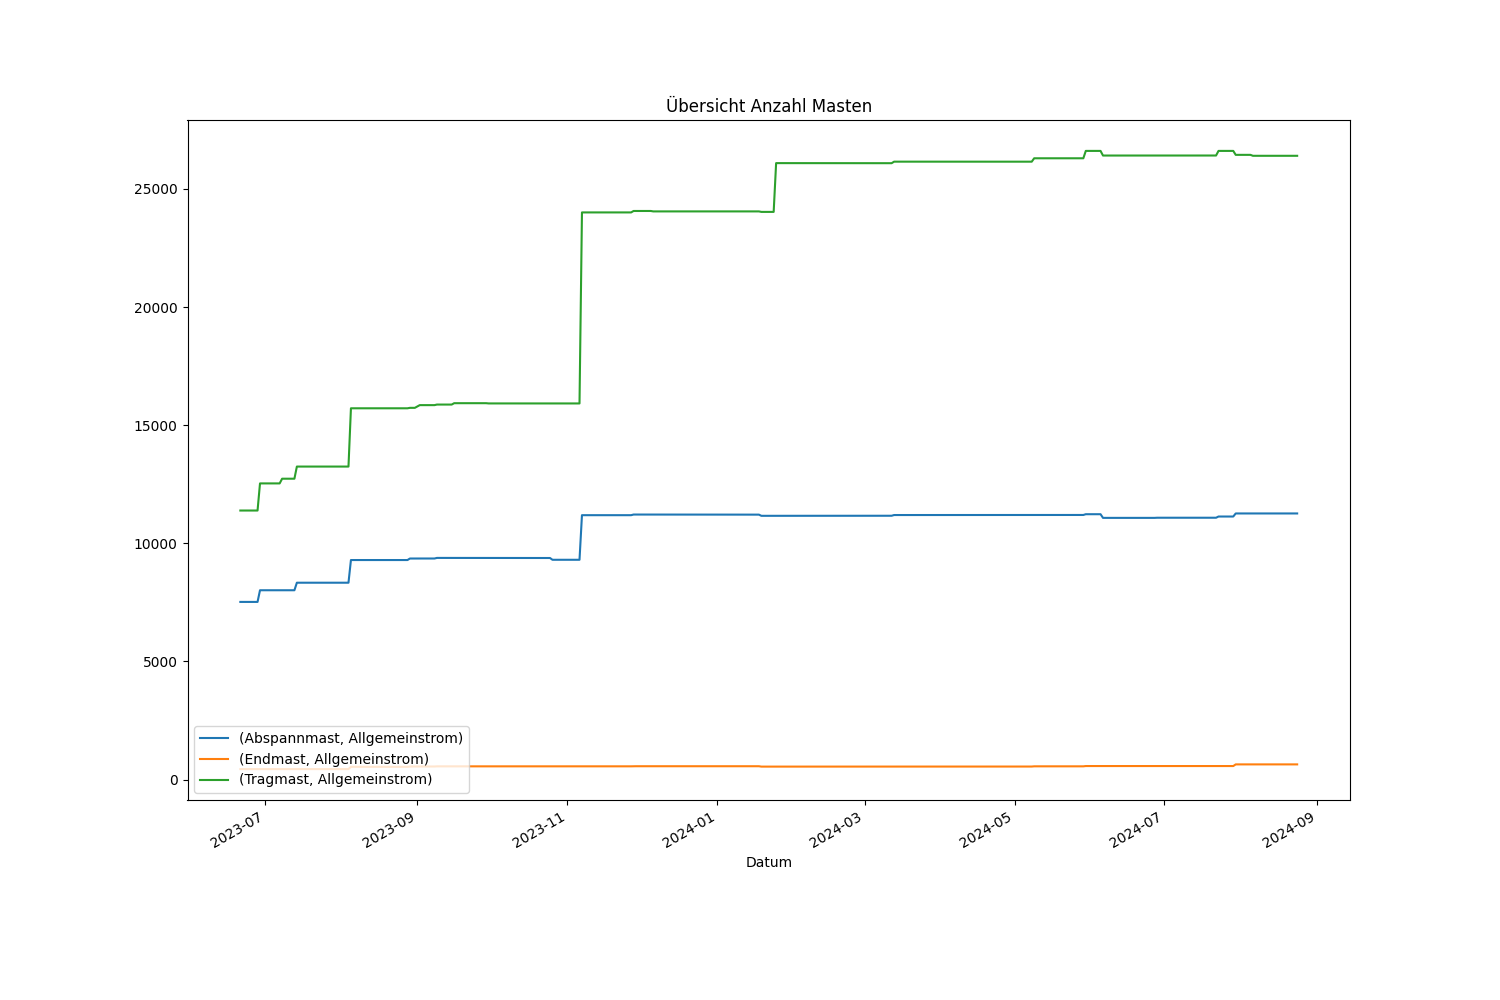 Übersicht Anzahl Masten
25000
20000
15000
10000
5000
0
(Abspannmast, Allgemeinstrom)
(Endmast, Allgemeinstrom)
(Tragmast, Allgemeinstrom)
2023-07
2023-09
2023-11
2024-01
2024-03
2024-05
2024-07
2024-09
Datum